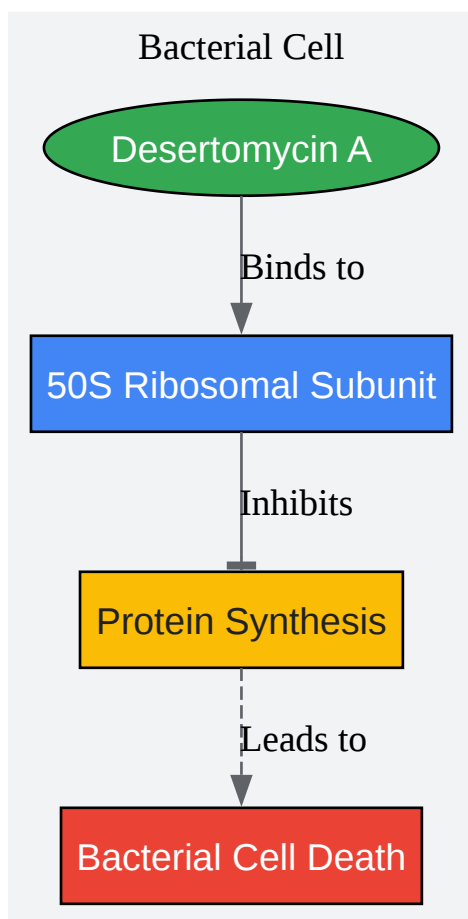 Bacterial Cell
Desertomycin A
Binds to
50S Ribosomal Subunit
Inhibits
Protein Synthesis
Leads to
Bacterial Cell Death